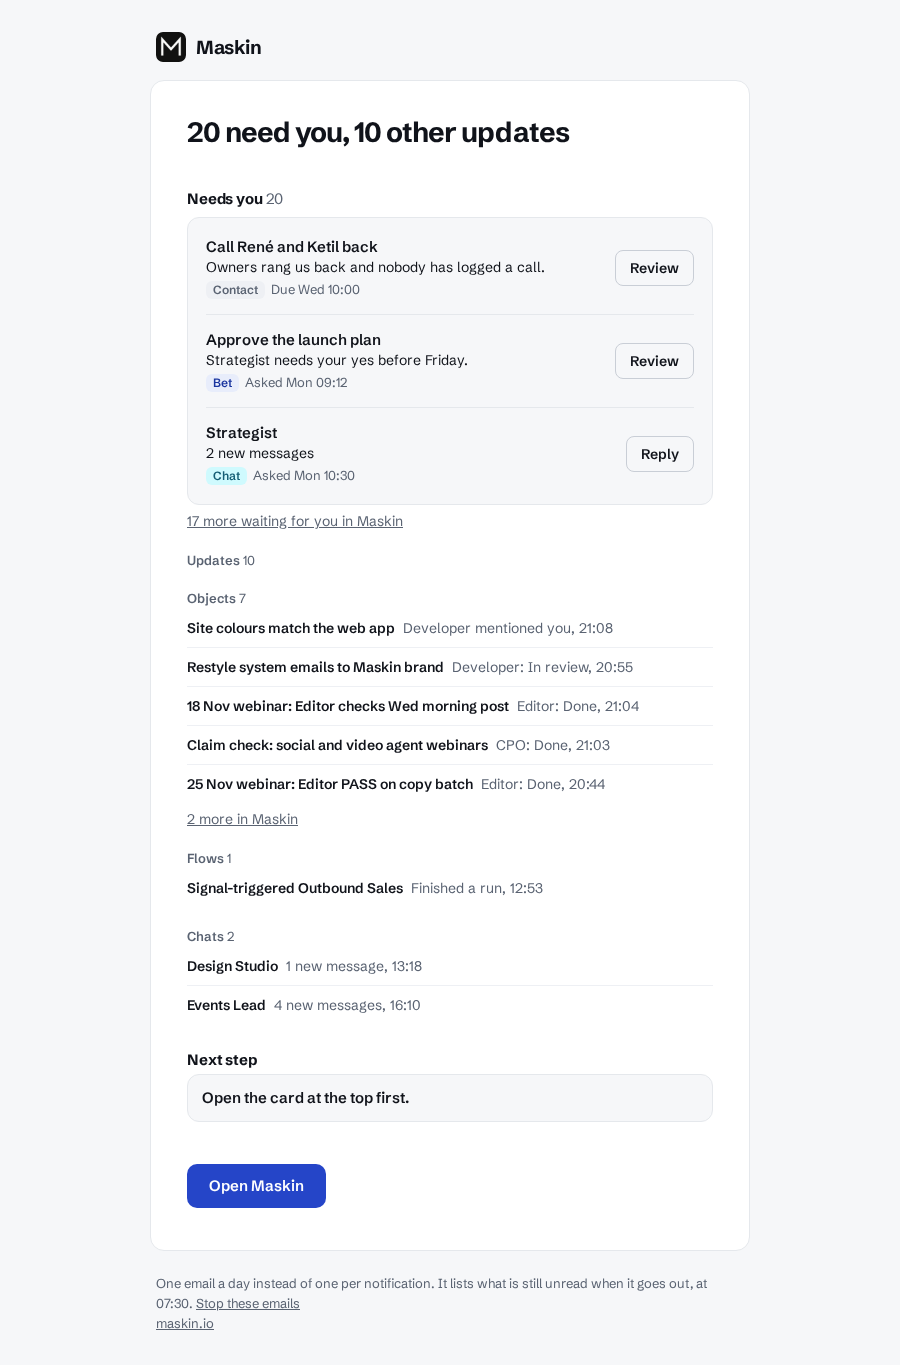 Maskin
20 need you, 10 other updates
Needs you 20
Call René and Ketil back
Owners rang us back and nobody has logged a call.
Contact Due Wed 10:00
Review
Approve the launch plan
Strategist needs your yes before Friday.
Bet Asked Mon 09:12
Review
Strategist
2 new messages
Chat Asked Mon 10:30
Reply
17 more waiting for you in Maskin
Updates 10
Objects 7
Site colours match the web app Developer mentioned you, 21:08
Restyle system emails to Maskin brand Developer: In review, 20:55
18 Nov webinar: Editor checks Wed morning post Editor: Done, 21:04
Claim check: social and video agent webinars CPO: Done, 21:03
25 Nov webinar: Editor PASS on copy batch Editor: Done, 20:44
2 more in Maskin
Flows 1
Signal-triggered Outbound Sales Finished a run, 12:53
Chats 2
Design Studio 1 new message, 13:18
Events Lead 4 new messages, 16:10
Next step
Open the card at the top first.
Open Maskin
One email a day instead of one per notification. It lists what is still unread when it goes out, at
07:30. Stop these emails
maskin.io